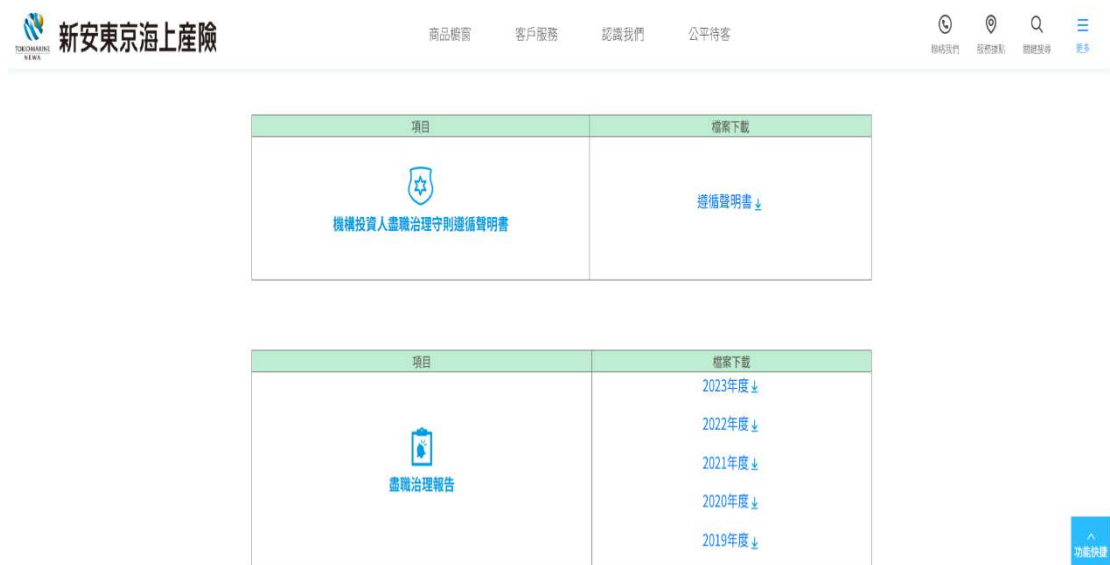 TOKIOMARINE
NEWA
新安東京海上產險
商品櫥窗
客戶服務
認識我們
公平待客
聯絡我們
服務據點
關鍵搜尋
更多
項目
檔案下載
機構投資人盡職治理守則遵循聲明書
遵循聲明書
項目
檔案下載
盡職治理報告
2023年度
2022年度
2021年度
2020年度
2019年度
功能快捷